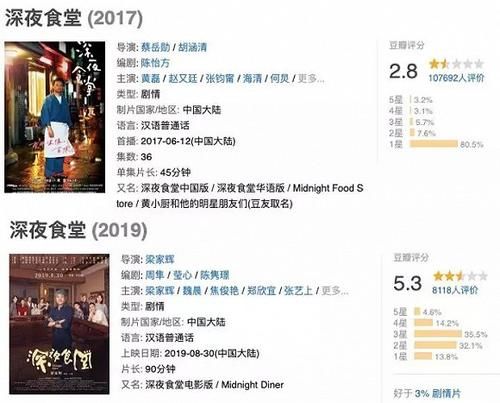 深夜食堂 (2017)
导演: 蔡岳勋 / 胡涵清
编剧: 陈怡方
主演: 黄磊 / 赵又廷 / 张钧甯 / 海清 / 何炅 / 更多...
类型: 剧情
制片国家/地区: 中国大陆
语言: 汉语普通话
首播: 2017-06-12(中国大陆)
集数: 36
单集片长: 45分钟
又名: 深夜食堂中国版 / 深夜食堂华语版 / Midnight Food S
tore / 黄小厨和他的明星朋友们(豆友取名)
豆瓣评分
2.8
107692人评价
5星 3.2%
4星 3.1%
3星 5.7%
2星 7.6%
1星 80.5%
深夜食堂
深夜食堂 (2019)
导演: 梁家辉
编剧: 周隼 / 莹心 / 陈隽璟
主演: 梁家辉 / 魏晨 / 焦俊艳 / 郑欣宜 / 张艺上 / 更多...
类型: 剧情
制片国家/地区: 中国大陆
语言: 汉语普通话
上映日期: 2019-08-30(中国大陆)
片长: 90分钟
又名: 深夜食堂电影版 / Midnight Diner
豆瓣评分
5.3
8118人评价
5星 4.6%
4星 14.2%
3星 35.5%
2星 32.1%
1星 13.8%
好于 3% 剧情片
2019.8.30
深夜食堂